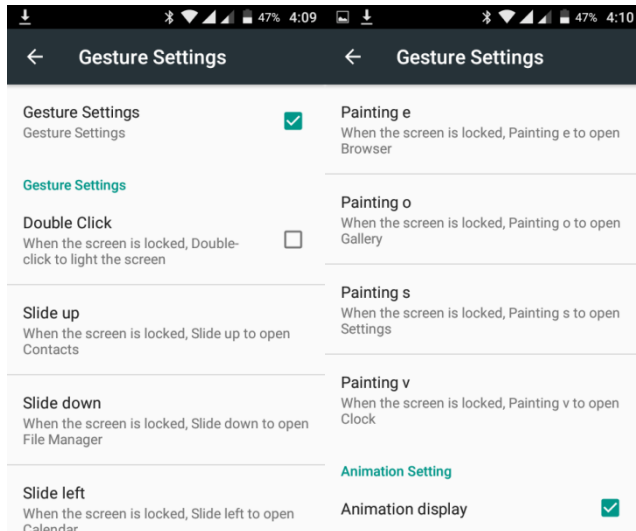 47% 4:09
Gesture Settings
Gesture Settings
Gesture Settings
Gesture Settings
Double Click
When the screen is locked, Double-
click to light the screen
Slide up
When the screen is locked, Slide up to open
Contacts
Slide down
When the screen is locked, Slide down to open
File Manager
Slide left
When the screen is locked, Slide left to open
Calendar
47% 4:10
Gesture Settings
Painting e
When the screen is locked, Painting e to open
Browser
Painting o
When the screen is locked, Painting o to open
Gallery
Painting s
When the screen is locked, Painting s to open
Settings
Painting v
When the screen is locked, Painting v to open
Clock
Animation Setting
Animation display